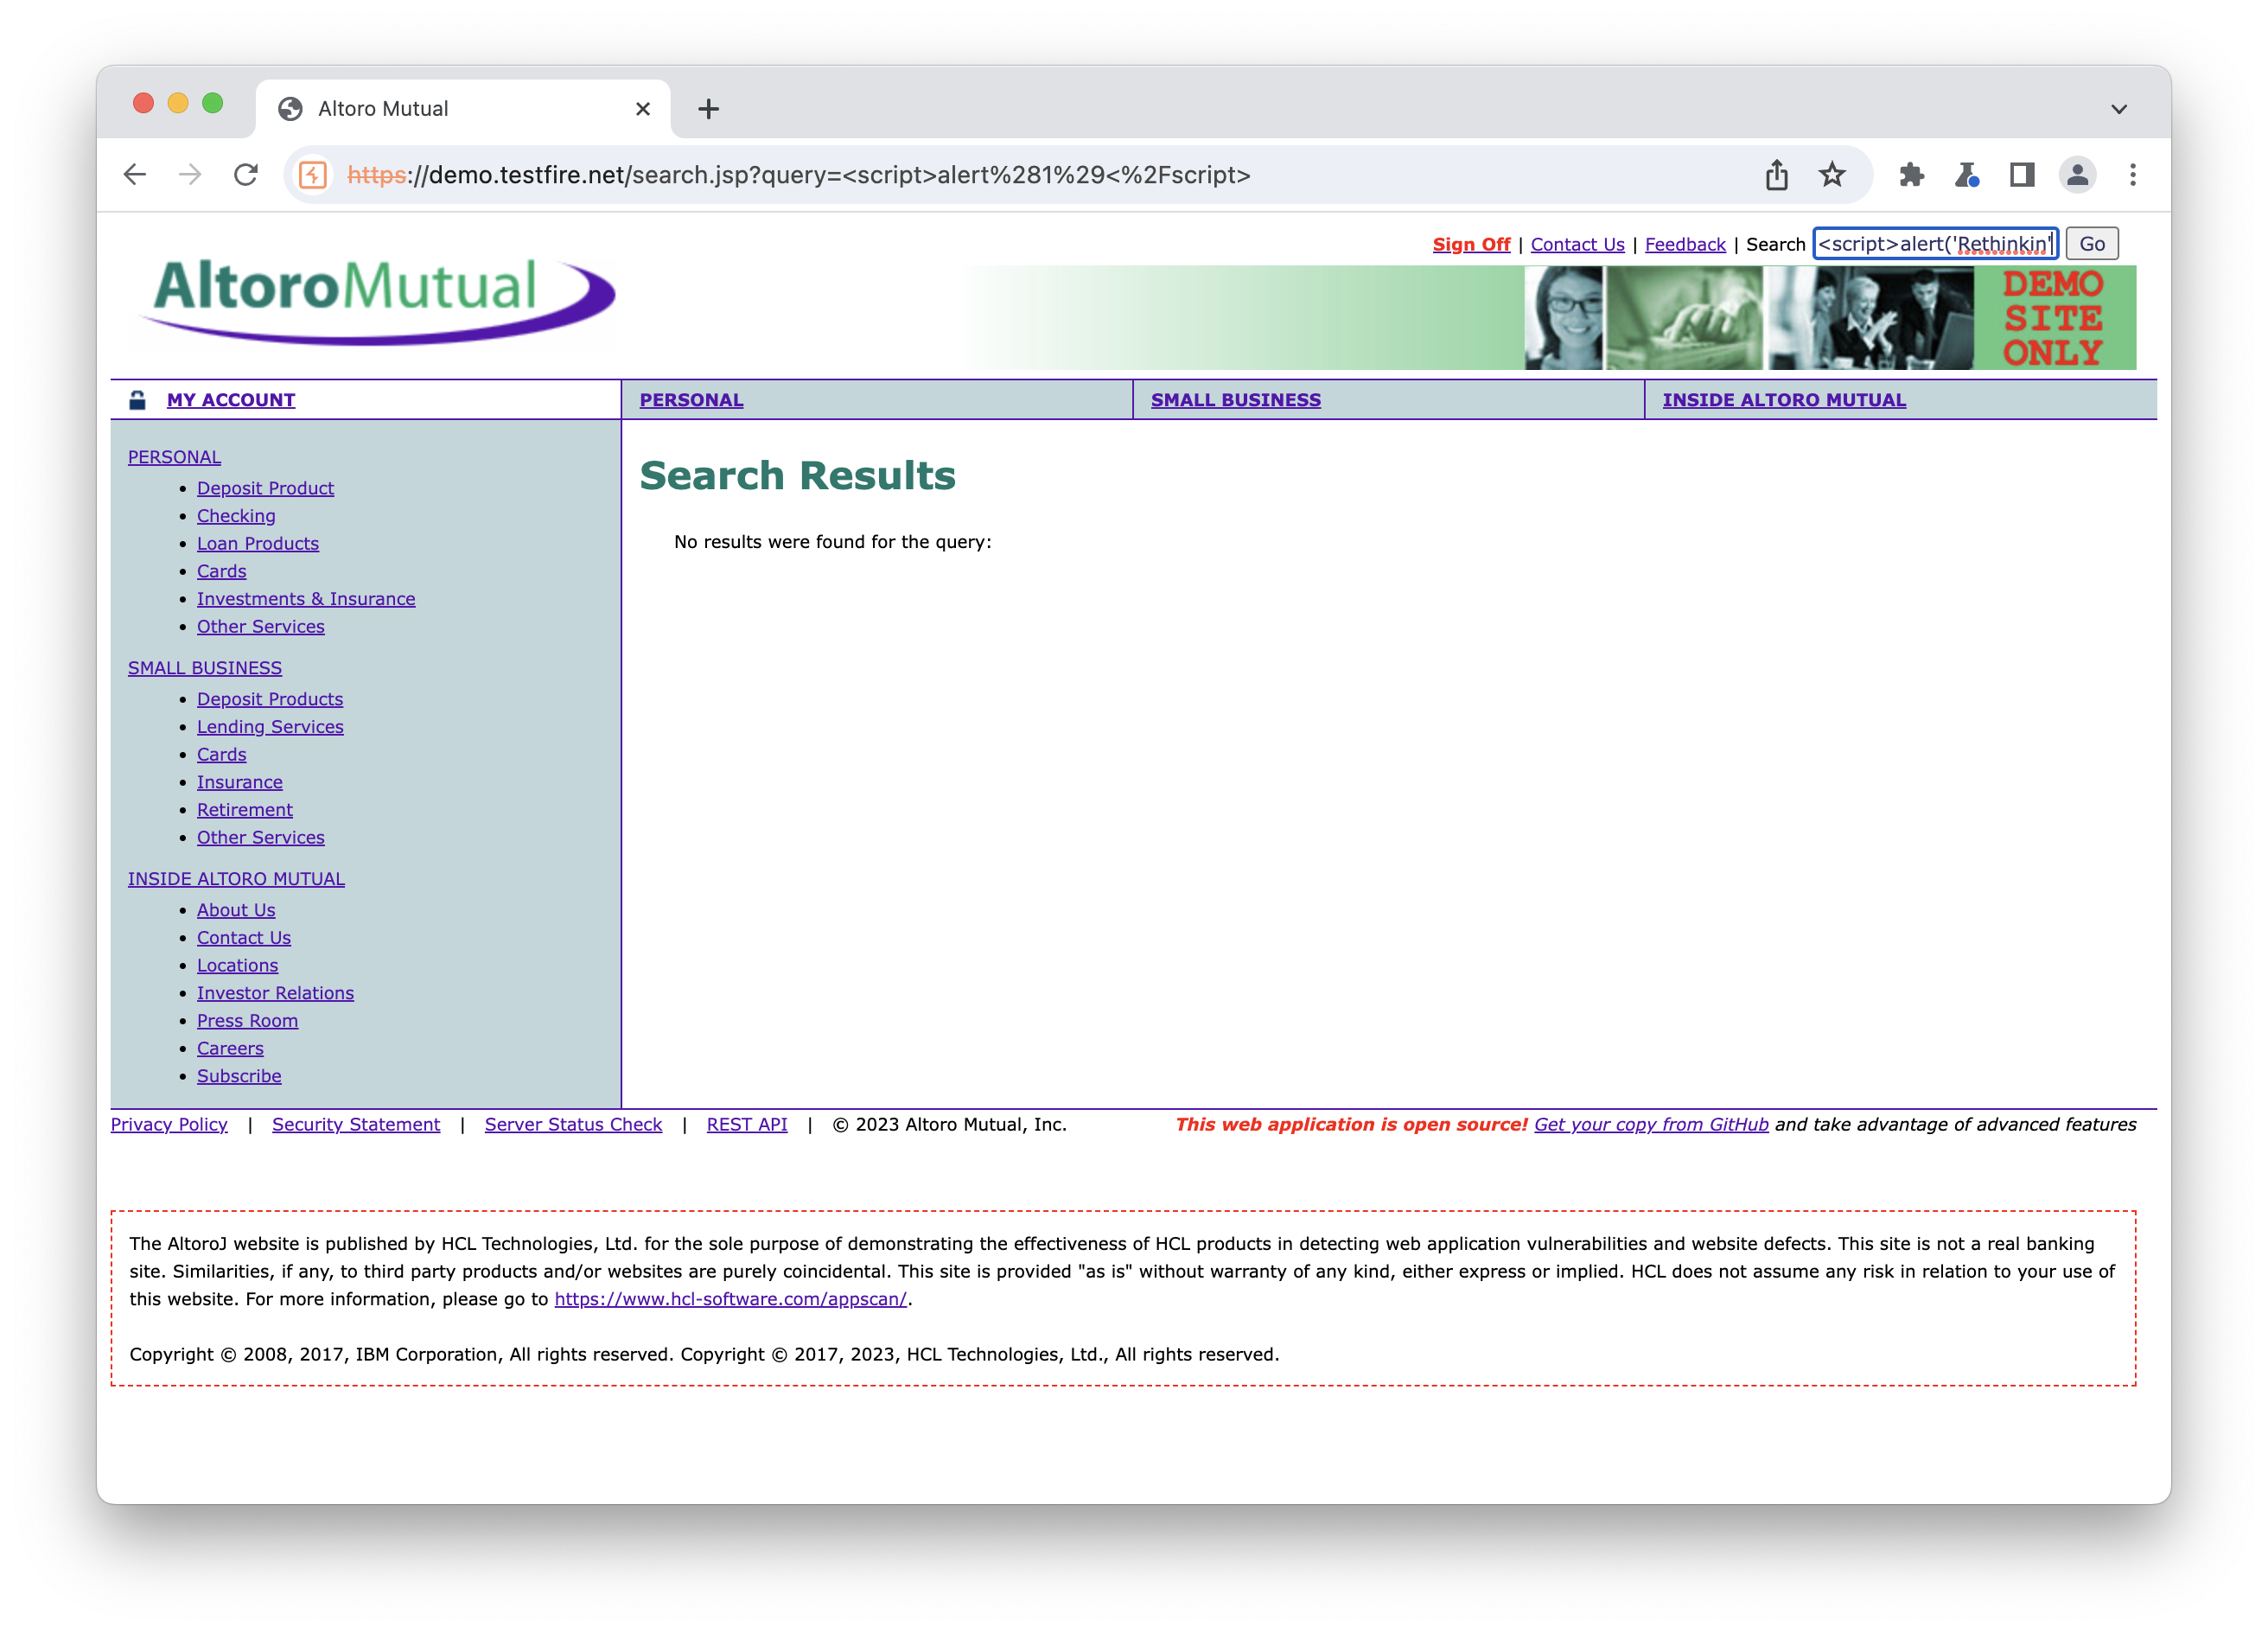 Altoro Mutual
https://demo.testfire.net/search.jsp?query=<script>alert%281%29<%2Fscript>
Sign Off | Contact Us | Feedback | Search <script>alert('Rethinkin' Go
AltoroMutual
DEMO
SITE
ONLY
MY ACCOUNT PERSONAL SMALL BUSINESS INSIDE ALTORO MUTUAL
PERSONAL
Deposit Product
Checking
Loan Products
Cards
Investments & Insurance
Other Services
SMALL BUSINESS
Deposit Products
Lending Services
Cards
Insurance
Retirement
Other Services
INSIDE ALTORO MUTUAL
About Us
Contact Us
Locations
Investor Relations
Press Room
Careers
Subscribe
Search Results
No results were found for the query:
Privacy Policy | Security Statement | Server Status Check | REST API | © 2023 Altoro Mutual, Inc. This web application is open source! Get your copy from GitHub and take advantage of advanced features
The AltoroJ website is published by HCL Technologies, Ltd. for the sole purpose of demonstrating the effectiveness of HCL products in detecting web application vulnerabilities and website defects. This site is not a real banking
site. Similarities, if any, to third party products and/or websites are purely coincidental. This site is provided "as is" without warranty of any kind, either express or implied. HCL does not assume any risk in relation to your use of
this website. For more information, please go to https://www.hcl-software.com/appscan/.
Copyright © 2008, 2017, IBM Corporation, All rights reserved. Copyright © 2017, 2023, HCL Technologies, Ltd., All rights reserved.